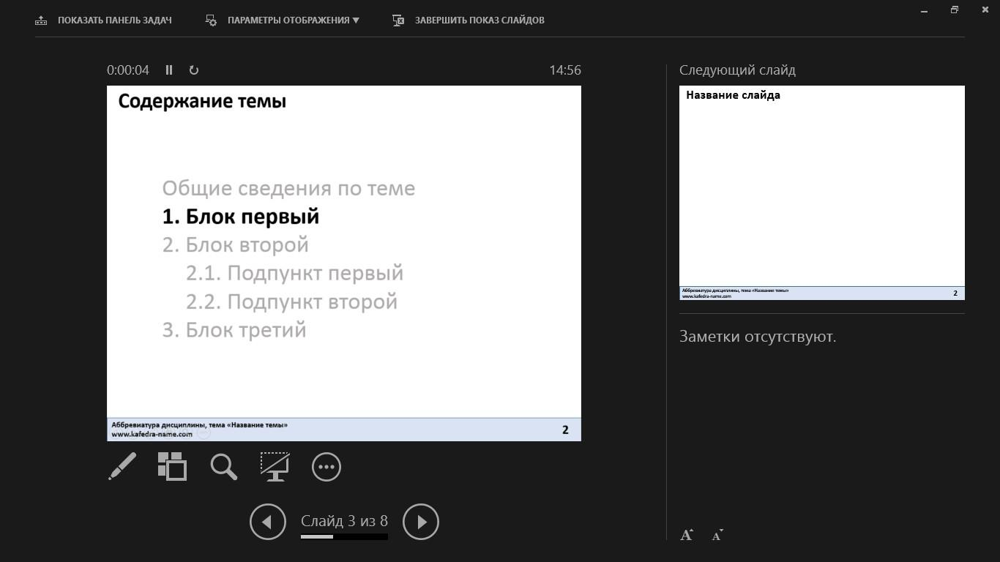 ПОКАЗАТЬ ПАНЕЛЬ ЗАДАЧ
ПАРАМЕТРЫ ОТОБРАЖЕНИЯ
ЗАВЕРШИТЬ ПОКАЗ СЛАЙДОВ
0:00:04
14:56
Содержание темы
Общие сведения по теме
1. Блок первый
2. Блок второй
2.1. Подпункт первый
2.2. Подпункт второй
3. Блок третий
Аббревиатура дисциплины, тема «Название темы»
www.kafedra-name.com
2
Слайд 3 из 8
Следующий слайд
Название слайда
Аббревиатура дисциплины, тема «Название темы»
www.kafedra-name.com
2
Заметки отсутствуют.
A A